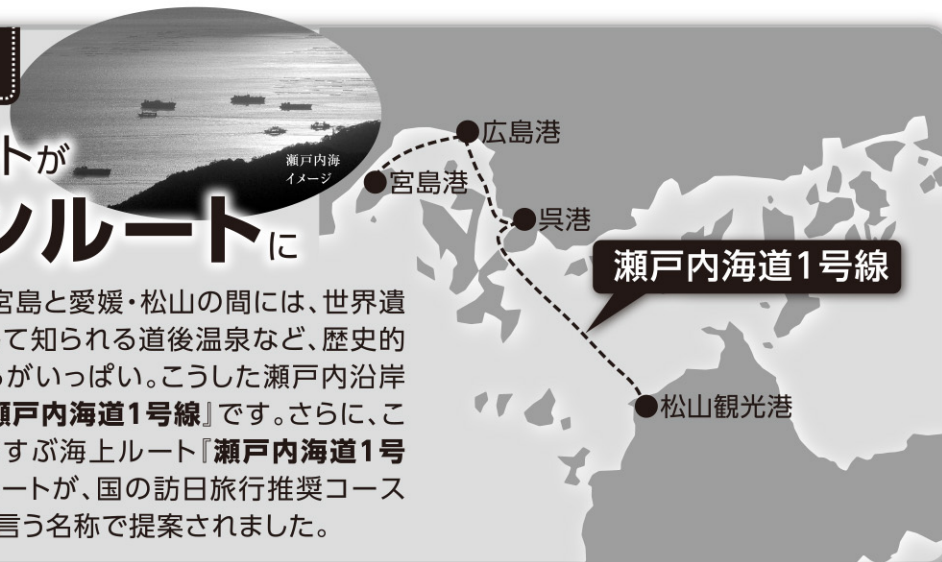 瀬戸内海
イメージ
トが
ンルートに
宮島と愛媛・松山の間には、世界遺
て知られる道後温泉など、歴史的
がいっぱい。こうした瀬戸内沿岸
瀬戸内海道1号線』です。さらに、こ
すぶ海上ルート『瀬戸内海道1号
ートが、国の訪日旅行推奨コース
言う名称で提案されました。
広島港
宮島港
呉港
瀬戸内海道1号線
松山観光港